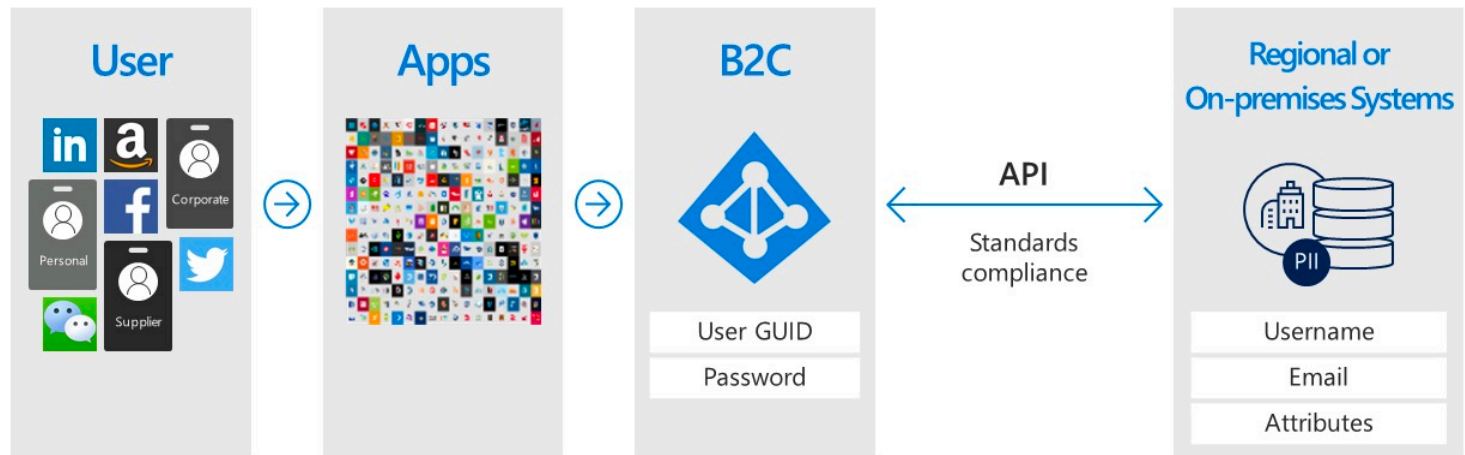 User
in
a
Corporate
f
Personal
Supplier
Apps
B2C
User GUID
Password
API
Standards
compliance
Regional or
On-premises Systems
PII
Username
Email
Attributes